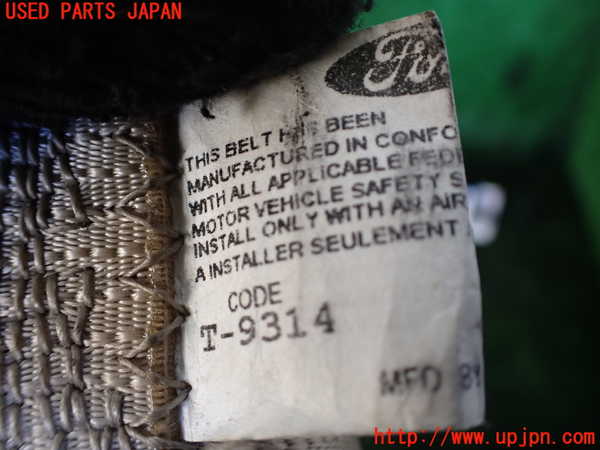 USED PARTS JAPAN
Ford
THIS BELT HAS BEEN
MANUFACTURED IN CONFO
WITH ALL APPLICABLE FEDE
MOTOR VEHICLE SAFETY S
INSTALL ONLY WITH AN AIR
A INSTALLER SEULEMENT
CODE
T-9314
MFD BY
http://www.upjpn.com